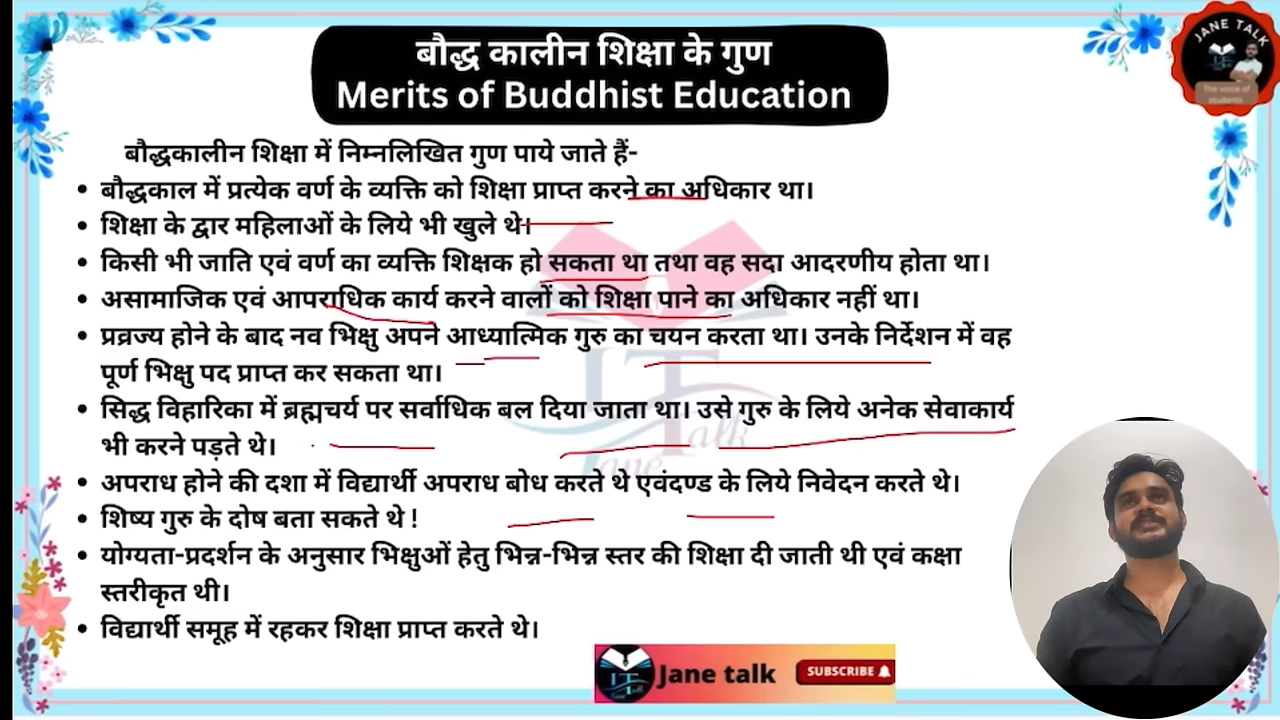 बौद्ध कालीन शिक्षा के गुण
Merits of Buddhist Education
JANE TALK
The voice of
students
बौद्धकालीन शिक्षा में निम्नलिखित गुण पाये जाते हैं-
• बौद्धकाल में प्रत्येक वर्ण के व्यक्ति को शिक्षा प्राप्त करने का अधिकार था।
• शिक्षा के द्वार महिलाओं के लिये भी खुले थे।
• किसी भी जाति एवं वर्ण का व्यक्ति शिक्षक हो सकता था तथा वह सदा आदरणीय होता था।
• असामाजिक एवं आपराधिक कार्य करने वालों को शिक्षा पाने का अधिकार नहीं था।
• प्रव्रज्य होने के बाद नव भिक्षु अपने आध्यात्मिक गुरु का चयन करता था। उनके निर्देशन में वह
पूर्ण भिक्षु पद प्राप्त कर सकता था।
• सिद्ध विहारिका में ब्रह्मचर्य पर सर्वाधिक बल दिया जाता था। उसे गुरु के लिये अनेक सेवाकार्य
भी करने पड़ते थे।
• अपराध होने की दशा में विद्यार्थी अपराध बोध करते थे एवंदण्ड के लिये निवेदन करते थे।
• शिष्य गुरु के दोष बता सकते थे !
• योग्यता-प्रदर्शन के अनुसार भिक्षुओं हेतु भिन्न-भिन्न स्तर की शिक्षा दी जाती थी एवं कक्षा
स्तरीकृत थी।
• विद्यार्थी समूह में रहकर शिक्षा प्राप्त करते थे।
Jane talk
SUBSCRIBE